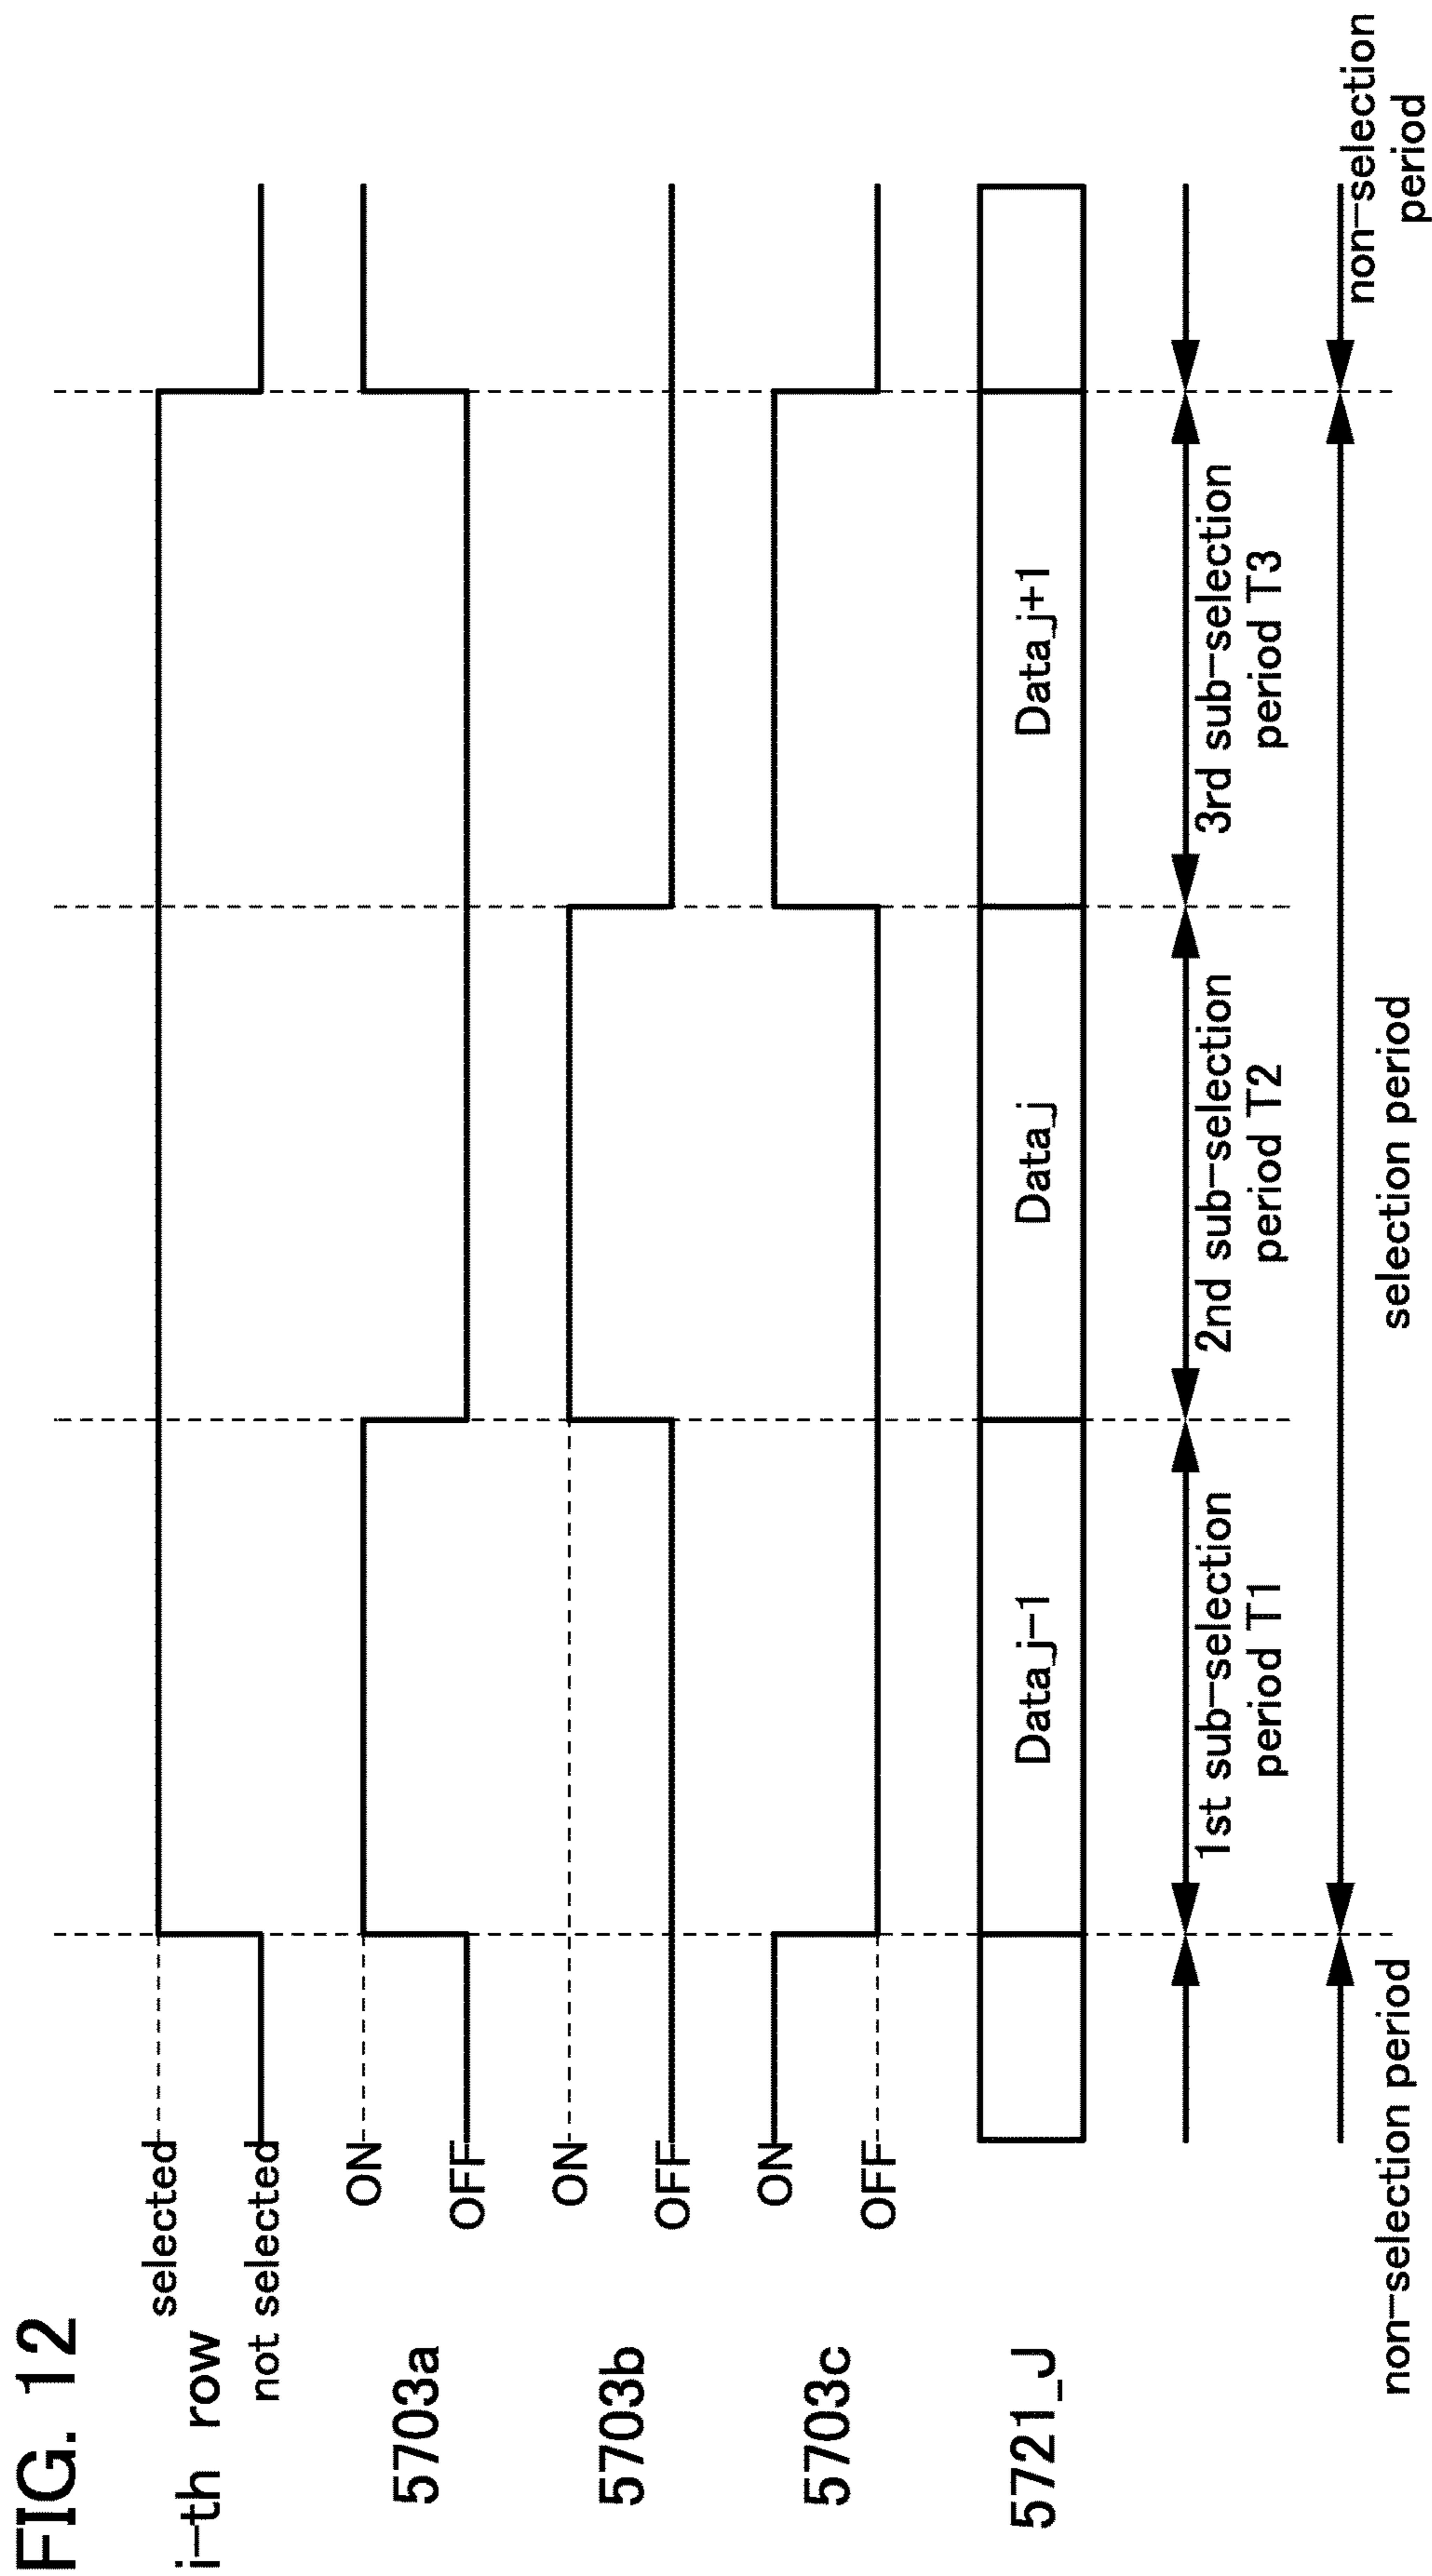 FIG. 12
selected
i-th row
not selected
ON
5703a
OFF
ON
5703b
OFF
ON
5703c
OFF
5721_J
Data_j-1
Data_j
Data_j+1
1st sub-selection
period T1
2nd sub-selection
period T2
3rd sub-selection
period T3
non-selection period
selection period
non-selection
period